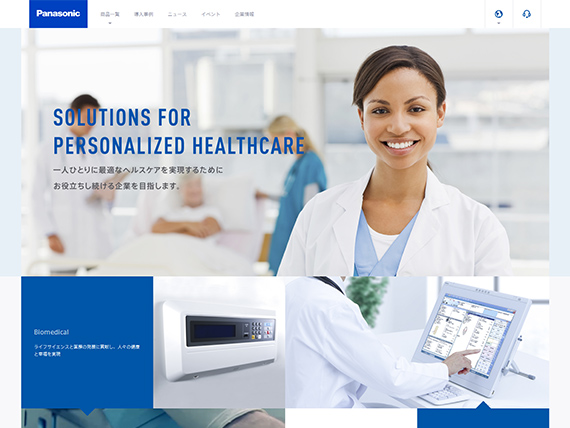 Panasonic
商品一覧 導入事例 ニュース イベント 企業情報
SOLUTIONS FOR
PERSONALIZED HEALTHCARE
一人ひとりに最適なヘルスケアを実現するために
お役立ちし続ける企業を目指します。
Biomedical
ライフサイエンスと医療の発展に貢献し、人々の健康
と幸福を実現